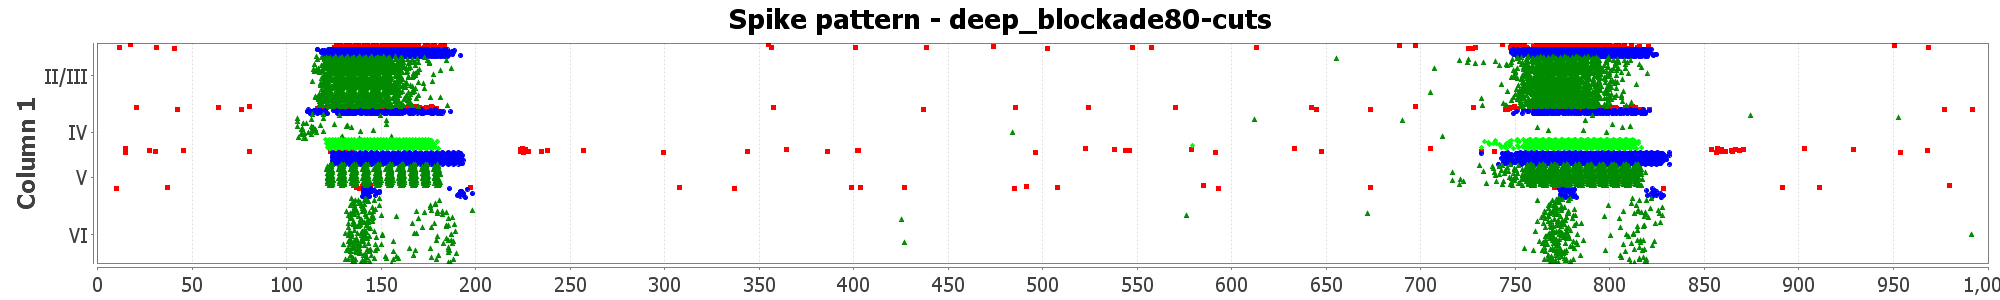 Spike pattern - deep_blockade80-cuts
Column 1
II/III
IV
V
VI
0 50 100 150 200 250 300 350 400 450 500 550 600 650 700 750 800 850 900 950 1,00